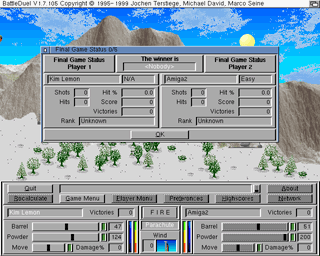 BattleDuel V1.7.105 Copyright © 1995-1999 Jochen Terstiege, Michael David, Marco Seine
Final Game Status 0/5
Final Game Status
Player 1
The winner is
<Nobody>
Final Game Status
Player 2
Kim Lemon N/A Amiga2 Easy
Shots 0 Hit % 0.0 Shots 0 Hit % 0.0
Hits 0 Score 0 Hits 0 Score 0
Victories 0 Victories 0
Rank Unknown Rank Unknown
OK
Quit About
Recalculate Game Menu Player Menu Preferences Highscores Network
Kim Lemon Victories 0 FIRE Amiga2 Victories 0
Barrel 47 Parachute Barrel 51
Powder 124 Wind Powder 200
Move Damage% 0 0 Move Damage% 0